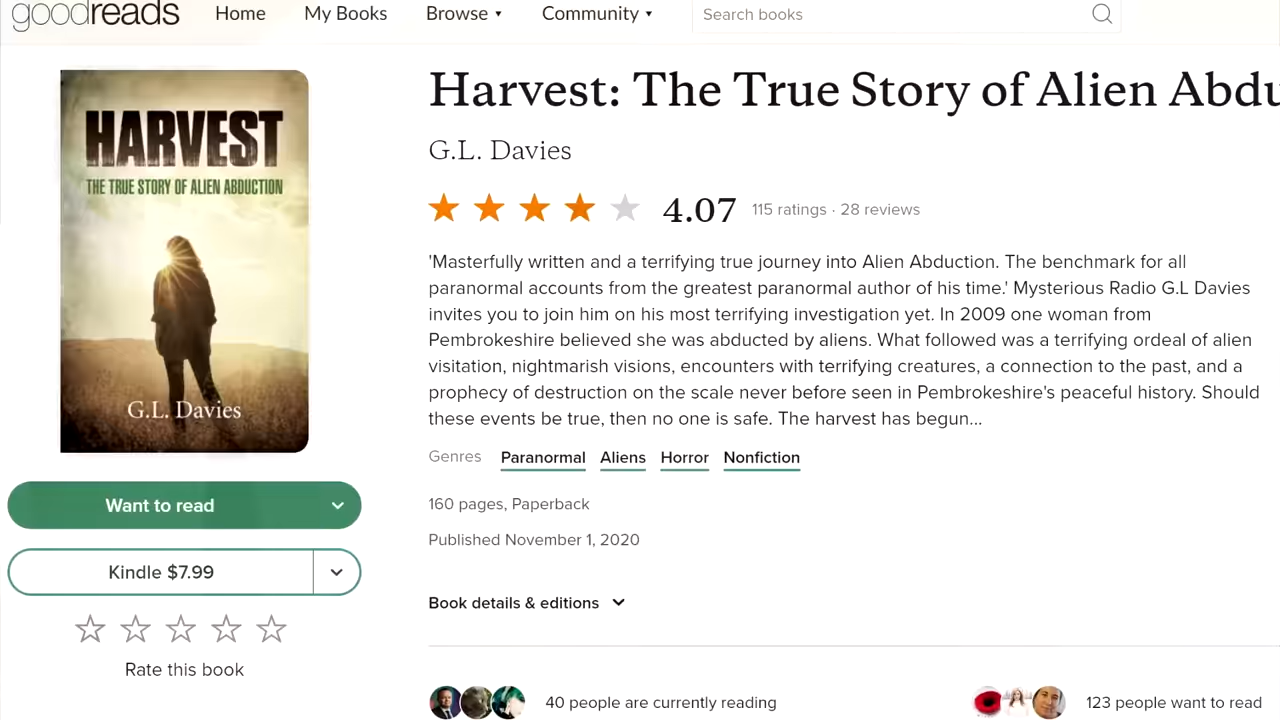 goodreads Home My Books Browse ▾ Community ▾ Search books
HARVEST
THE TRUE STORY OF ALIEN ABDUCTION
G.L. Davies
Want to read
Kindle $7.99
Rate this book
Harvest: The True Story of Alien Abdu
G.L. Davies
4.07 115 ratings · 28 reviews
'Masterfully written and a terrifying true journey into Alien Abduction. The benchmark for all
paranormal accounts from the greatest paranormal author of his time.' Mysterious Radio G.L Davies
invites you to join him on his most terrifying investigation yet. In 2009 one woman from
Pembrokeshire believed she was abducted by aliens. What followed was a terrifying ordeal of alien
visitation, nightmarish visions, encounters with terrifying creatures, a connection to the past, and a
prophecy of destruction on the scale never before seen in Pembrokeshire's peaceful history. Should
these events be true, then no one is safe. The harvest has begun...
Genres Paranormal Aliens Horror Nonfiction
160 pages, Paperback
Published November 1, 2020
Book details & editions
40 people are currently reading
123 people want to read